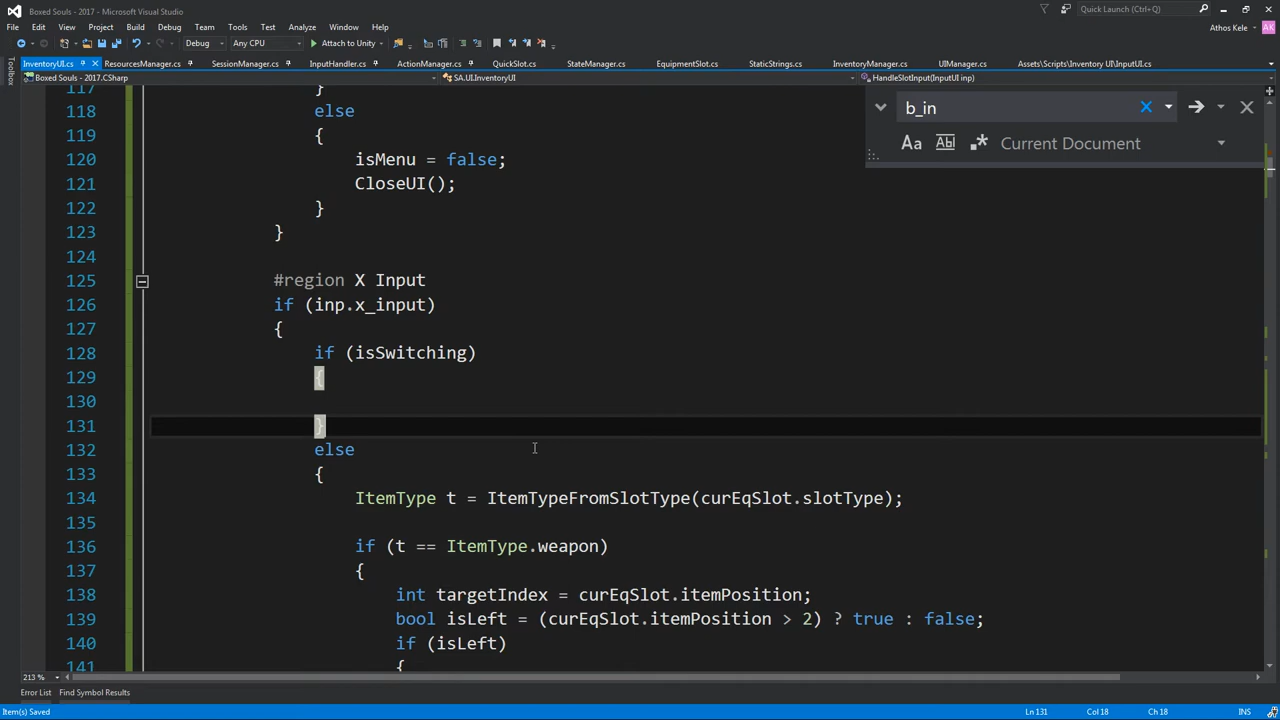 Boxed Souls - 2017 - Microsoft Visual Studio
Quick Launch (Ctrl+Q)
File Edit View Project Build Debug Team Tools Test Analyze Window Help
Athos Kele AK
Debug Any CPU Attach to Unity
Toolbox
InventoryUI.cs ResourcesManager.cs SessionManager.cs InputHandler.cs ActionManager.cs QuickSlot.cs StateManager.cs EquipmentSlot.cs StaticStrings.cs InventoryManager.cs UIManager.cs Assets\Scripts\Inventory UI\InputUI.cs
Boxed Souls - 2017.CSharp SA.UI.InventoryUI HandleSlotInput(InputUI inp)
b_in
Aa Abl .* Current Document
117 }
118 else
119 {
120 isMenu = false;
121 CloseUI();
122 }
123 }
124
125 #region X Input
126 if (inp.x_input)
127 {
128 if (isSwitching)
129 {
130
131 }
132 else
133 {
134 ItemType t = ItemTypeFromSlotType(curEqSlot.slotType);
135
136 if (t == ItemType.weapon)
137 {
138 int targetIndex = curEqSlot.itemPosition;
139 bool isLeft = (curEqSlot.itemPosition > 2) ? true : false;
140 if (isLeft)
141 {
213 %
Error List Find Symbol Results
Item(s) Saved Ln 131 Col 18 Ch 18 INS